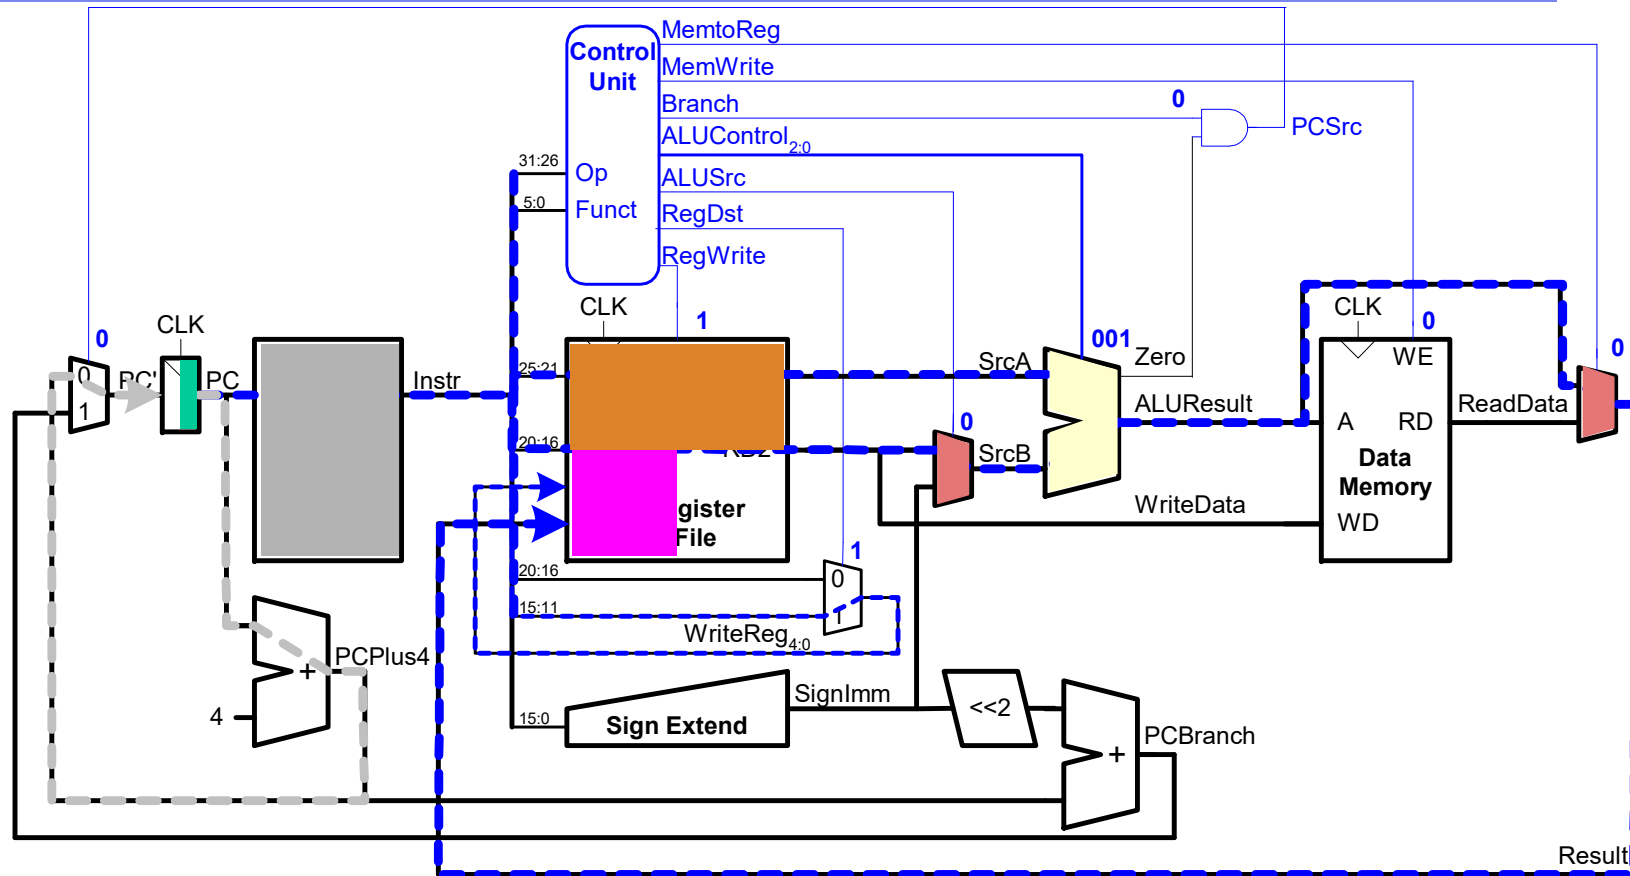 MemtoReg
Control
Unit
MemWrite
Branch
0
ALUControl2:0
PCSrc
31:26
Op
ALUSrc
5:0
Funct
RegDst
RegWrite
CLK
1
CLK
0
CLK
0
001
Zero
WE
0
0
PC'
PC
Instr
25:21
SrcA
1
ALUResult
ReadData
A
RD
0
20:16
RD2
SrcB
Data
Memory
gister
File
WriteData
WD
1
20:16
0
15:11
1
WriteReg4:0
PCPlus4
+
4
SignImm
15:0
Sign Extend
<<2
+
PCBranch
Result